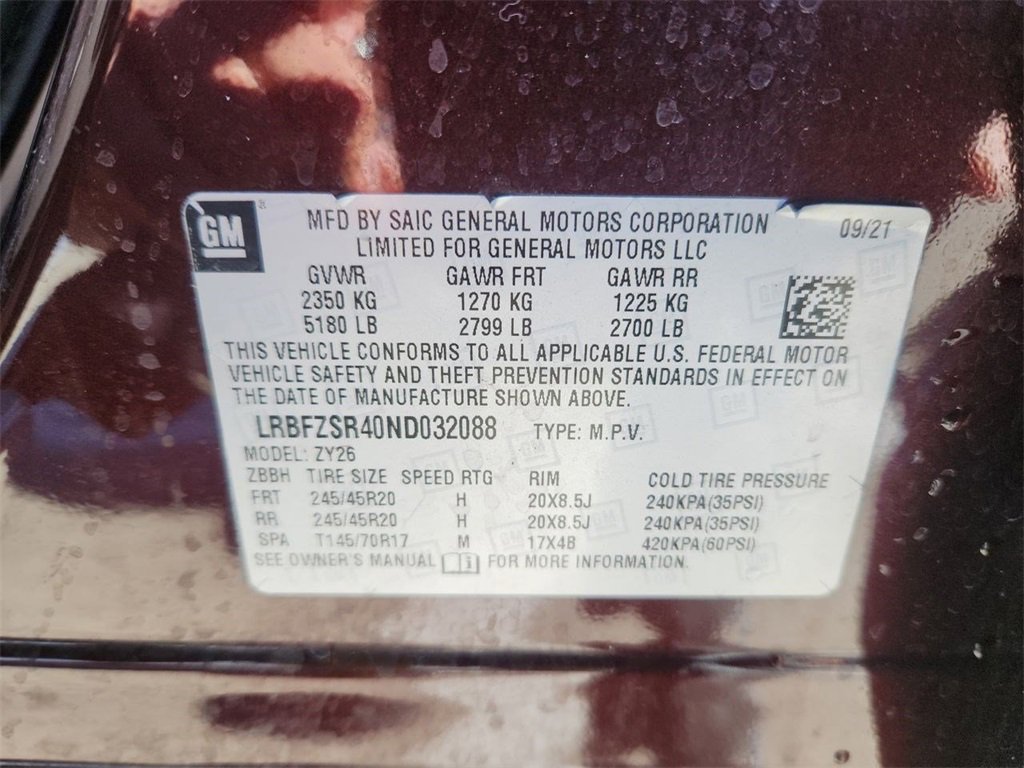 GM
MFD BY SAIC GENERAL MOTORS CORPORATION 09/21
LIMITED FOR GENERAL MOTORS LLC
GVWR GAWR FRT GAWR RR
2350 KG 1270 KG 1225 KG
5180 LB 2799 LB 2700 LB
THIS VEHICLE CONFORMS TO ALL APPLICABLE U.S. FEDERAL MOTOR
VEHICLE SAFETY AND THEFT PREVENTION STANDARDS IN EFFECT ON
THE DATE OF MANUFACTURE SHOWN ABOVE.
LRBFZSR40ND032088 TYPE: M.P.V.
MODEL: ZY26
ZBBH TIRE SIZE SPEED RTG RIM COLD TIRE PRESSURE
FRT 245/45R20 H 20X8.5J 240KPA(35PSI)
RR 245/45R20 H 20X8.5J 240KPA(35PSI)
SPA T145/70R17 M 17X4B 420KPA(60PSI)
SEE OWNER'S MANUAL i FOR MORE INFORMATION.